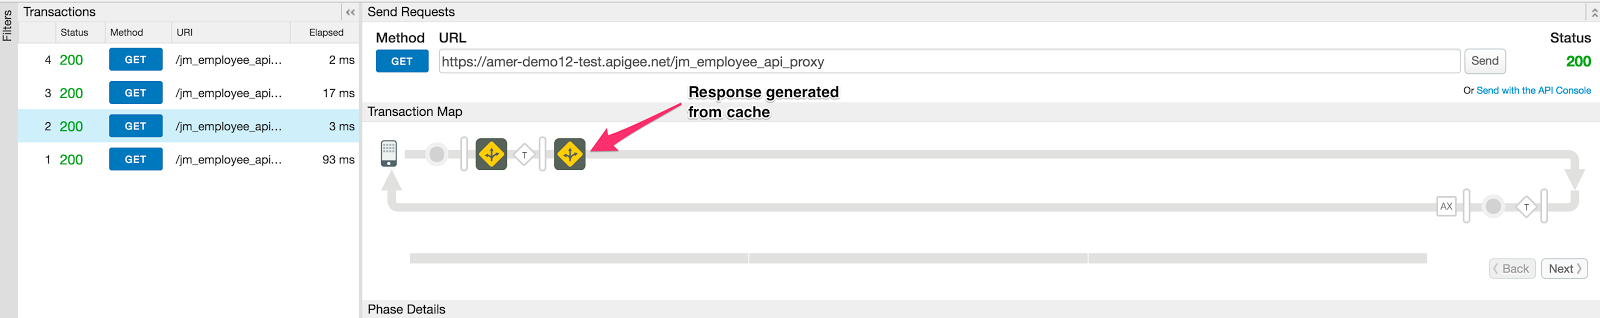 Filters
Transactions
Status Method URI Elapsed
4 200 GET /jm_employee_api... 2 ms
3 200 GET /jm_employee_api... 17 ms
2 200 GET /jm_employee_api... 3 ms
1 200 GET /jm_employee_api... 93 ms
Send Requests
Method URL Status
GET https://amer-demo12-test.apigee.net/jm_employee_api_proxy Send 200
Or Send with the API Console
Response generated
from cache
Transaction Map
T
AX T
Back Next
Phase Details